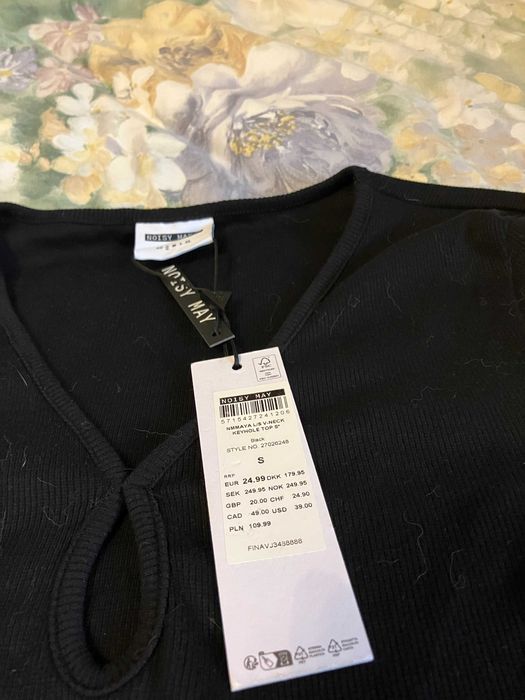 NOISY MAY
NOISY MAY
NOISY MAY
5715427241206
NMMAYA L/S V-NECK
KEYHOLE TOP S*
Black
STYLE NO. 27026248
S
RRP
EUR 24.99 DKK 179.95
SEK 249.95 NOK 249.95
GBP 20.00 CHF 24.90
CAD 49.00 USD 39.00
PLN 109.99
FINAVJ3488888